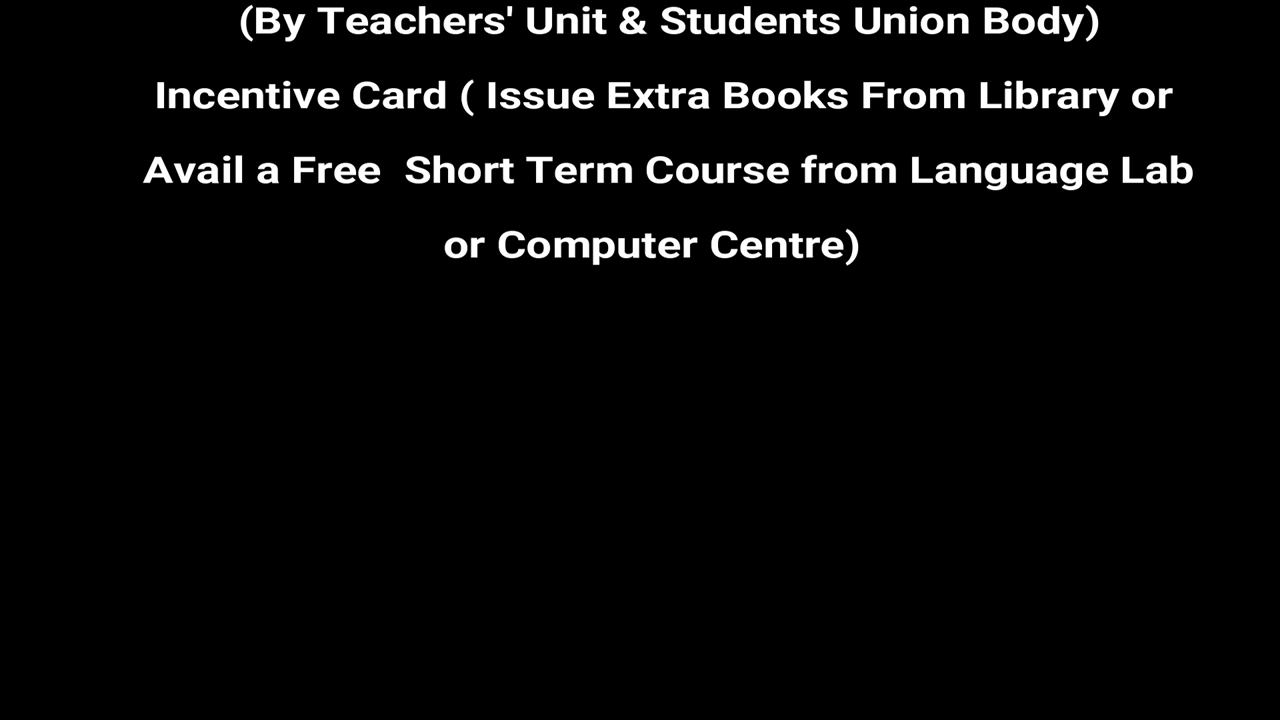 (By Teachers' Unit & Students Union Body)
Incentive Card ( Issue Extra Books From Library or
Avail a Free  Short Term Course from Language Lab
or Computer Centre)